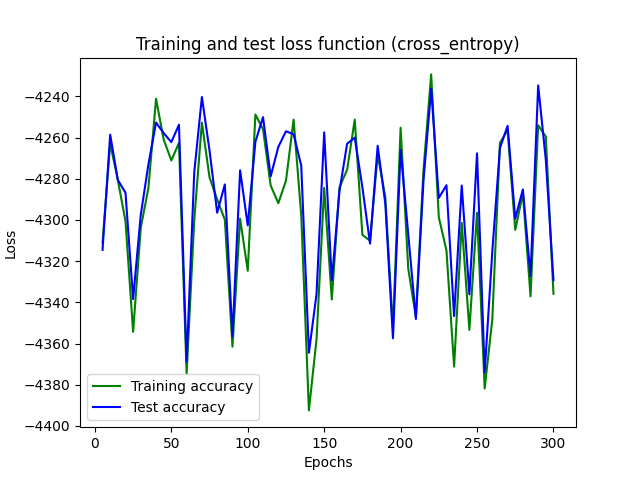 Training and test loss function (cross_entropy)
−4240
−4260
−4280
−4300
−4320
−4340
−4360
−4380
−4400
Loss
Training accuracy
Test accuracy
0 50 100 150 200 250 300
Epochs